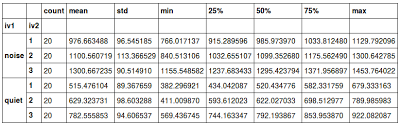 count mean std min 25% 50% 75% max
iv1 iv2
noise 1 20 976.663488 96.545185 766.017137 915.289596 985.973970 1033.812480 1129.792096
2 20 1100.560719 113.366529 840.513106 1032.655107 1099.352680 1175.562490 1300.642785
3 20 1300.667235 90.514910 1155.548582 1237.683433 1295.423794 1371.956897 1453.764022
quiet 1 20 515.476104 89.367659 382.296921 434.042087 520.434776 582.331756 679.333163
2 20 629.323731 98.603288 411.009870 593.612023 622.027033 698.512977 789.985983
3 20 782.555853 94.606537 569.436745 744.163347 792.193867 853.953870 922.082087